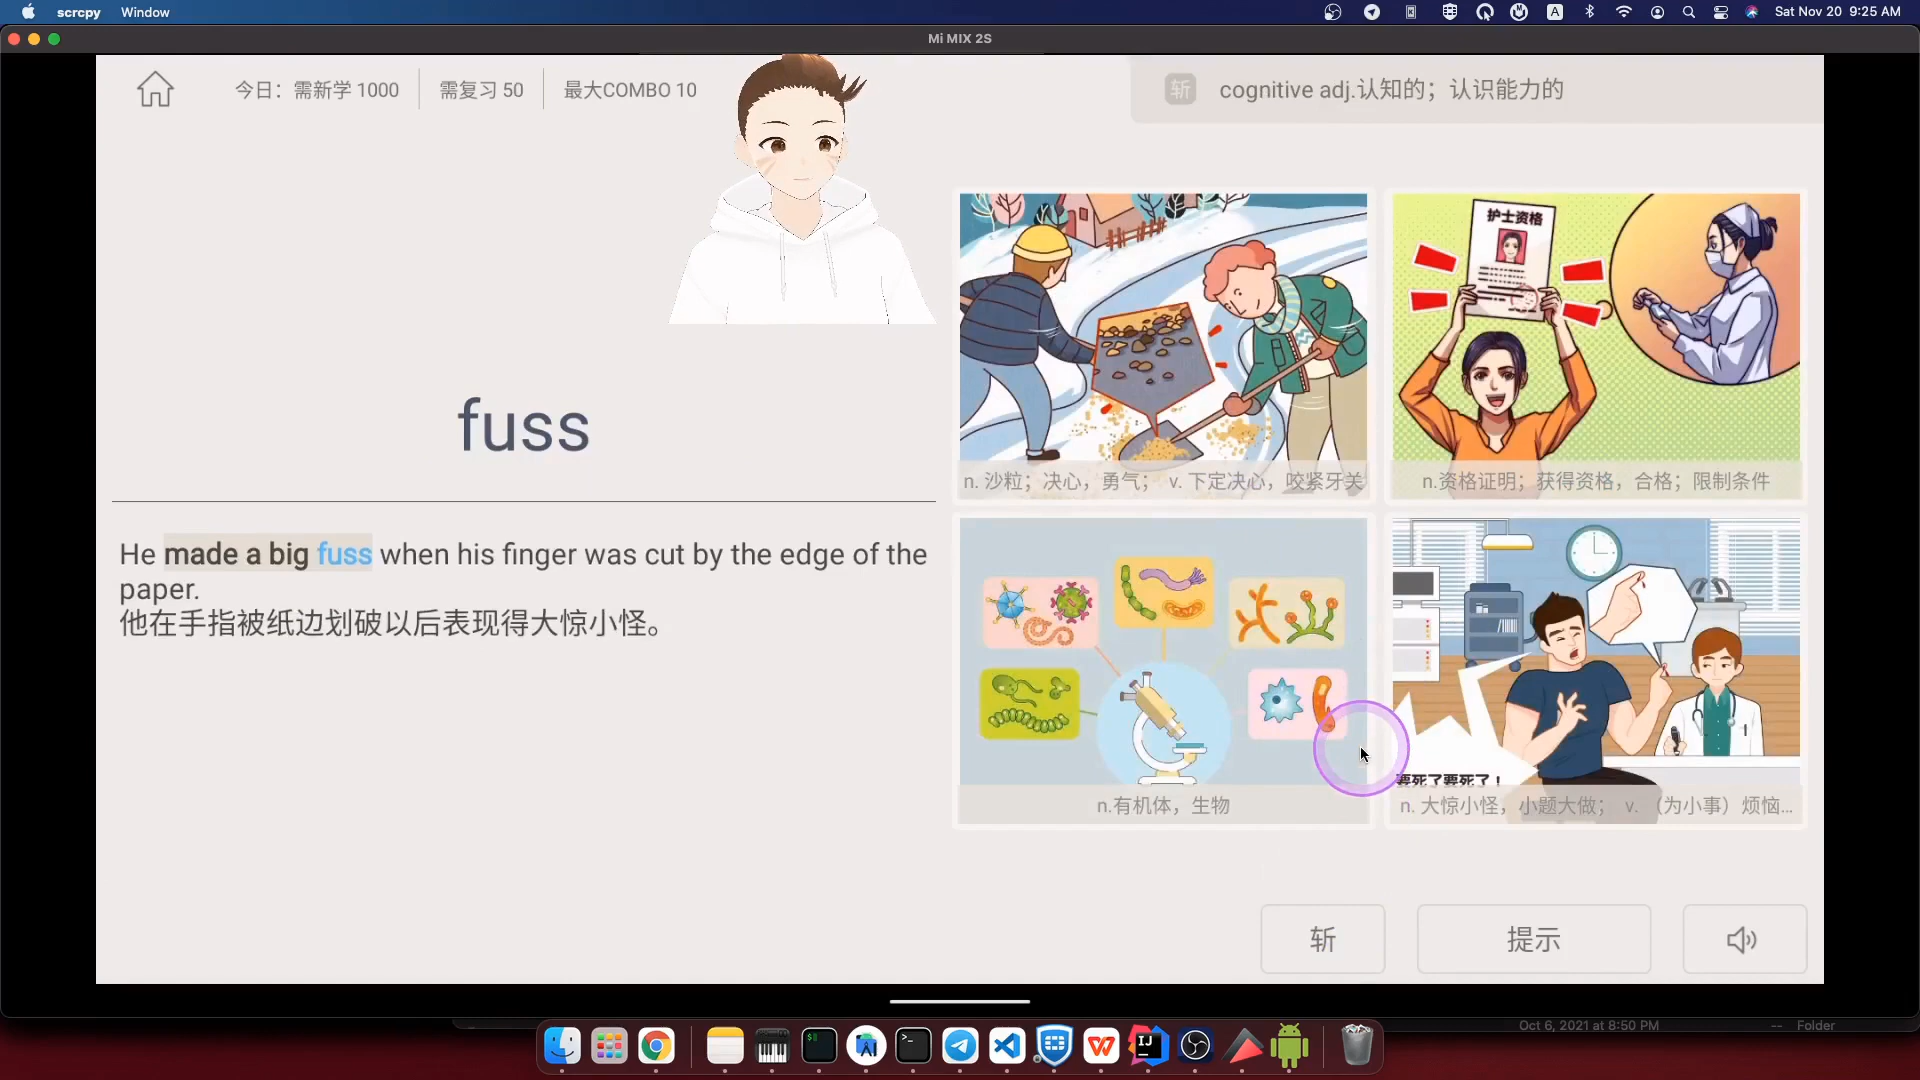 scrcpy Window
A
Sat Nov 20 9:25 AM
Mi MIX 2S
今日：需新学 1000
需复习 50
最大COMBO 10
斩 cognitive adj.认知的；认识能力的
护士资格
fuss
n. 沙粒；决心，勇气； v. 下定决心，咬紧牙关
n.资格证明；获得资格，合格；限制条件
He made a big fuss when his finger was cut by the edge of the
paper.
他在手指被纸边划破以后表现得大惊小怪。
要死了要死了！
n.有机体，生物
n. 大惊小怪，小题大做； v. （为小事）烦恼...
斩
提示
Oct 6, 2021 at 8:50 PM -- Folder
IJ